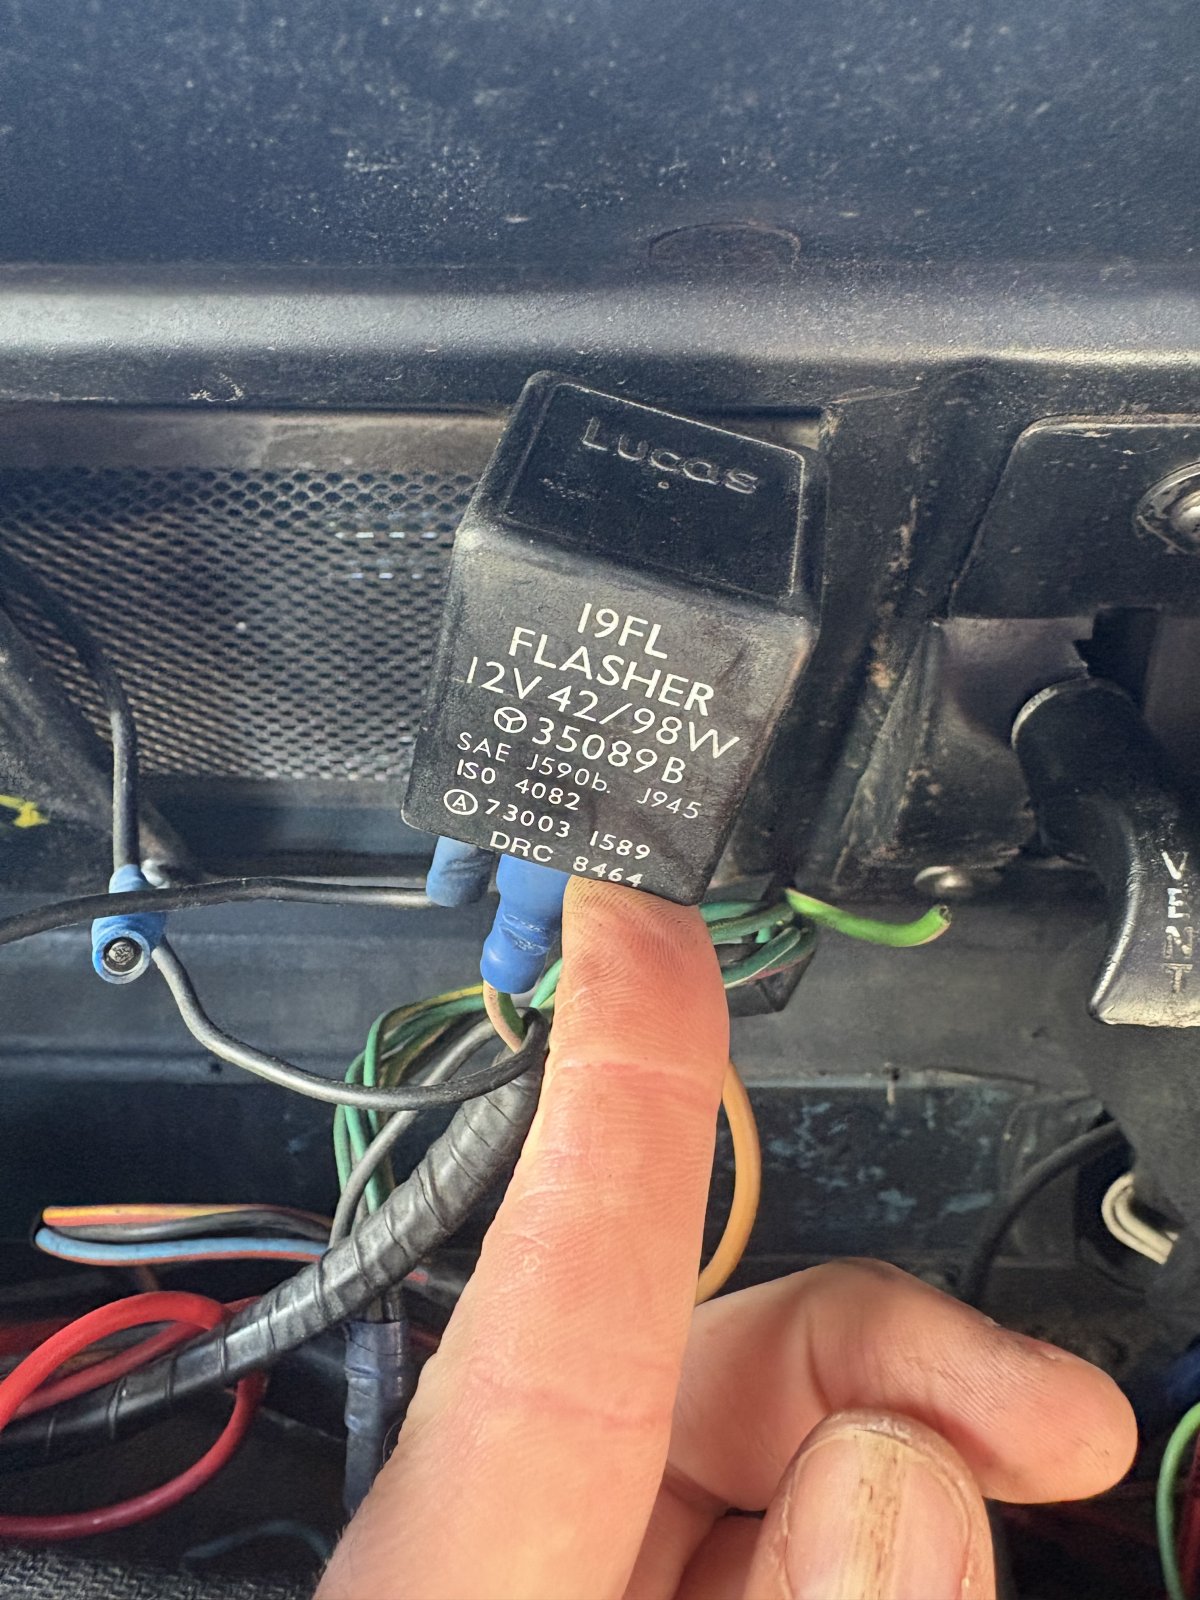 Lucas
19FL
FLASHER
12V 42/98W
35089B
SAE J590b. J945
ISO 4082
A 73003 1589
DRC 8464
VENT